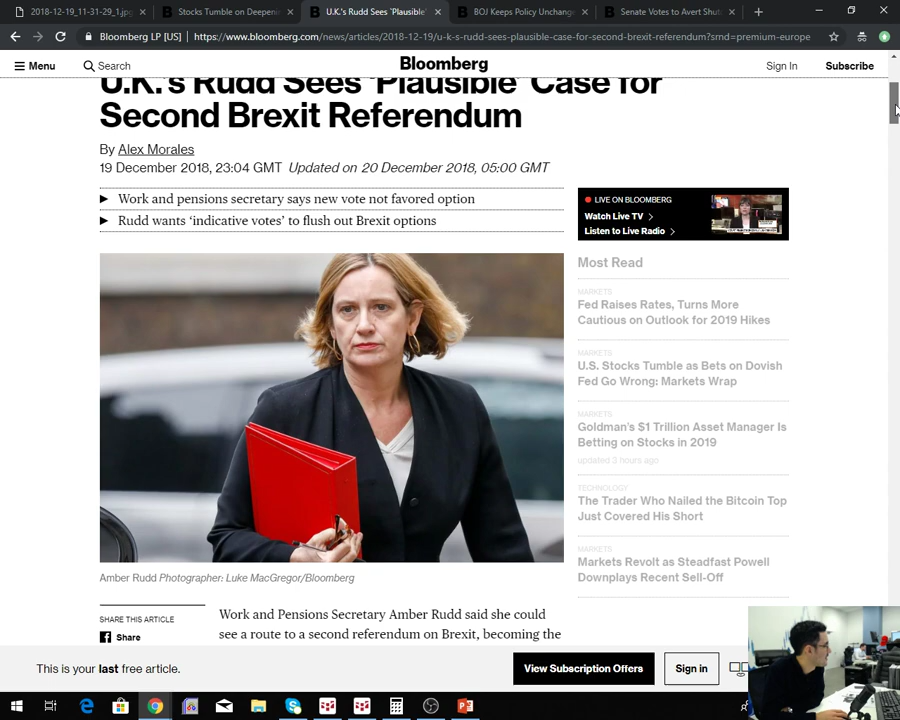 2018-12-19_11-31-29_1.jpg
Stocks Tumble on Deepeni
U.K.'s Rudd Sees 'Plausible'
BOJ Keeps Policy Unchange
Senate Votes to Avert Shut
Bloomberg LP [US]
https://www.bloomberg.com/news/articles/2018-12-19/u-k-s-rudd-sees-plausible-case-for-second-brexit-referendum?srnd=premium-europe
Menu
Search
Bloomberg
Sign In
Subscribe
U.K.'s Rudd Sees 'Plausible' Case for
Second Brexit Referendum
By Alex Morales
19 December 2018, 23:04 GMT Updated on 20 December 2018, 05:00 GMT
Work and pensions secretary says new vote not favored option
Rudd wants 'indicative votes' to flush out Brexit options
LIVE ON BLOOMBERG
Watch Live TV
Listen to Live Radio
Most Read
MARKETS
Fed Raises Rates, Turns More
Cautious on Outlook for 2019 Hikes
MARKETS
U.S. Stocks Tumble as Bets on Dovish
Fed Go Wrong: Markets Wrap
MARKETS
Goldman's $1 Trillion Asset Manager Is
Betting on Stocks in 2019
updated 3 hours ago
TECHNOLOGY
The Trader Who Nailed the Bitcoin Top
Just Covered His Short
MARKETS
Markets Revolt as Steadfast Powell
Downplays Recent Sell-Off
Amber Rudd Photographer: Luke MacGregor/Bloomberg
SHARE THIS ARTICLE
Share
Work and Pensions Secretary Amber Rudd said she could
see a route to a second referendum on Brexit, becoming the
This is your last free article.
View Subscription Offers
Sign in